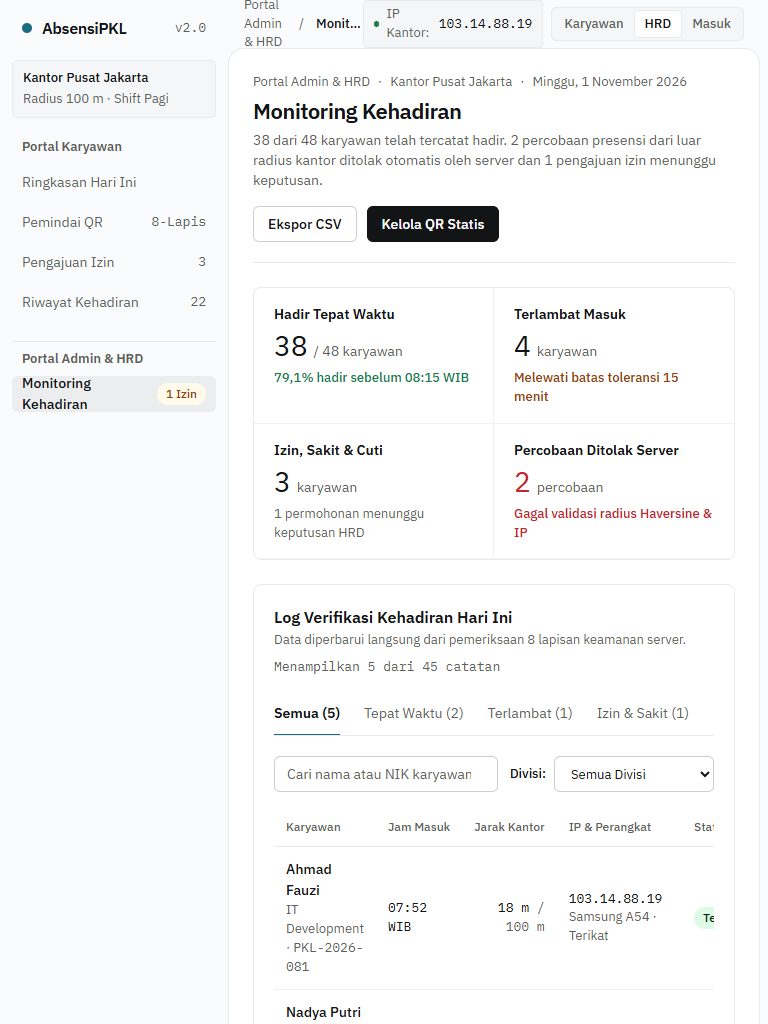 AbsensiPKL v2.0
Kantor Pusat Jakarta
Radius 100 m · Shift Pagi
Portal Karyawan
Ringkasan Hari Ini
Pemindai QR 8-Lapis
Pengajuan Izin 3
Riwayat Kehadiran 22
Portal Admin & HRD
Monitoring
Kehadiran
1 Izin
Portal
Admin
& HRD
/
Monit...
IP
Kantor:
103.14.88.19
Karyawan HRD Masuk
Portal Admin & HRD · Kantor Pusat Jakarta · Minggu, 1 November 2026
Monitoring Kehadiran
38 dari 48 karyawan telah tercatat hadir. 2 percobaan presensi dari luar
radius kantor ditolak otomatis oleh server dan 1 pengajuan izin menunggu
keputusan.
Ekspor CSV Kelola QR Statis
Hadir Tepat Waktu
38 / 48 karyawan
79,1% hadir sebelum 08:15 WIB
Terlambat Masuk
4 karyawan
Melewati batas toleransi 15
menit
Izin, Sakit & Cuti
3 karyawan
1 permohonan menunggu
keputusan HRD
Percobaan Ditolak Server
2 percobaan
Gagal validasi radius Haversine &
IP
Log Verifikasi Kehadiran Hari Ini
Data diperbarui langsung dari pemeriksaan 8 lapisan keamanan server.
Menampilkan 5 dari 45 catatan
Semua (5) Tepat Waktu (2) Terlambat (1) Izin & Sakit (1)
Cari nama atau NIK karyawan Divisi: Semua Divisi
Karyawan Jam Masuk Jarak Kantor IP & Perangkat
Ahmad
Fauzi
IT
Development
· PKL-2026-
081
07:52
WIB
18 m /
100 m
103.14.88.19
Samsung A54 ·
Terikat
Nadya Putri